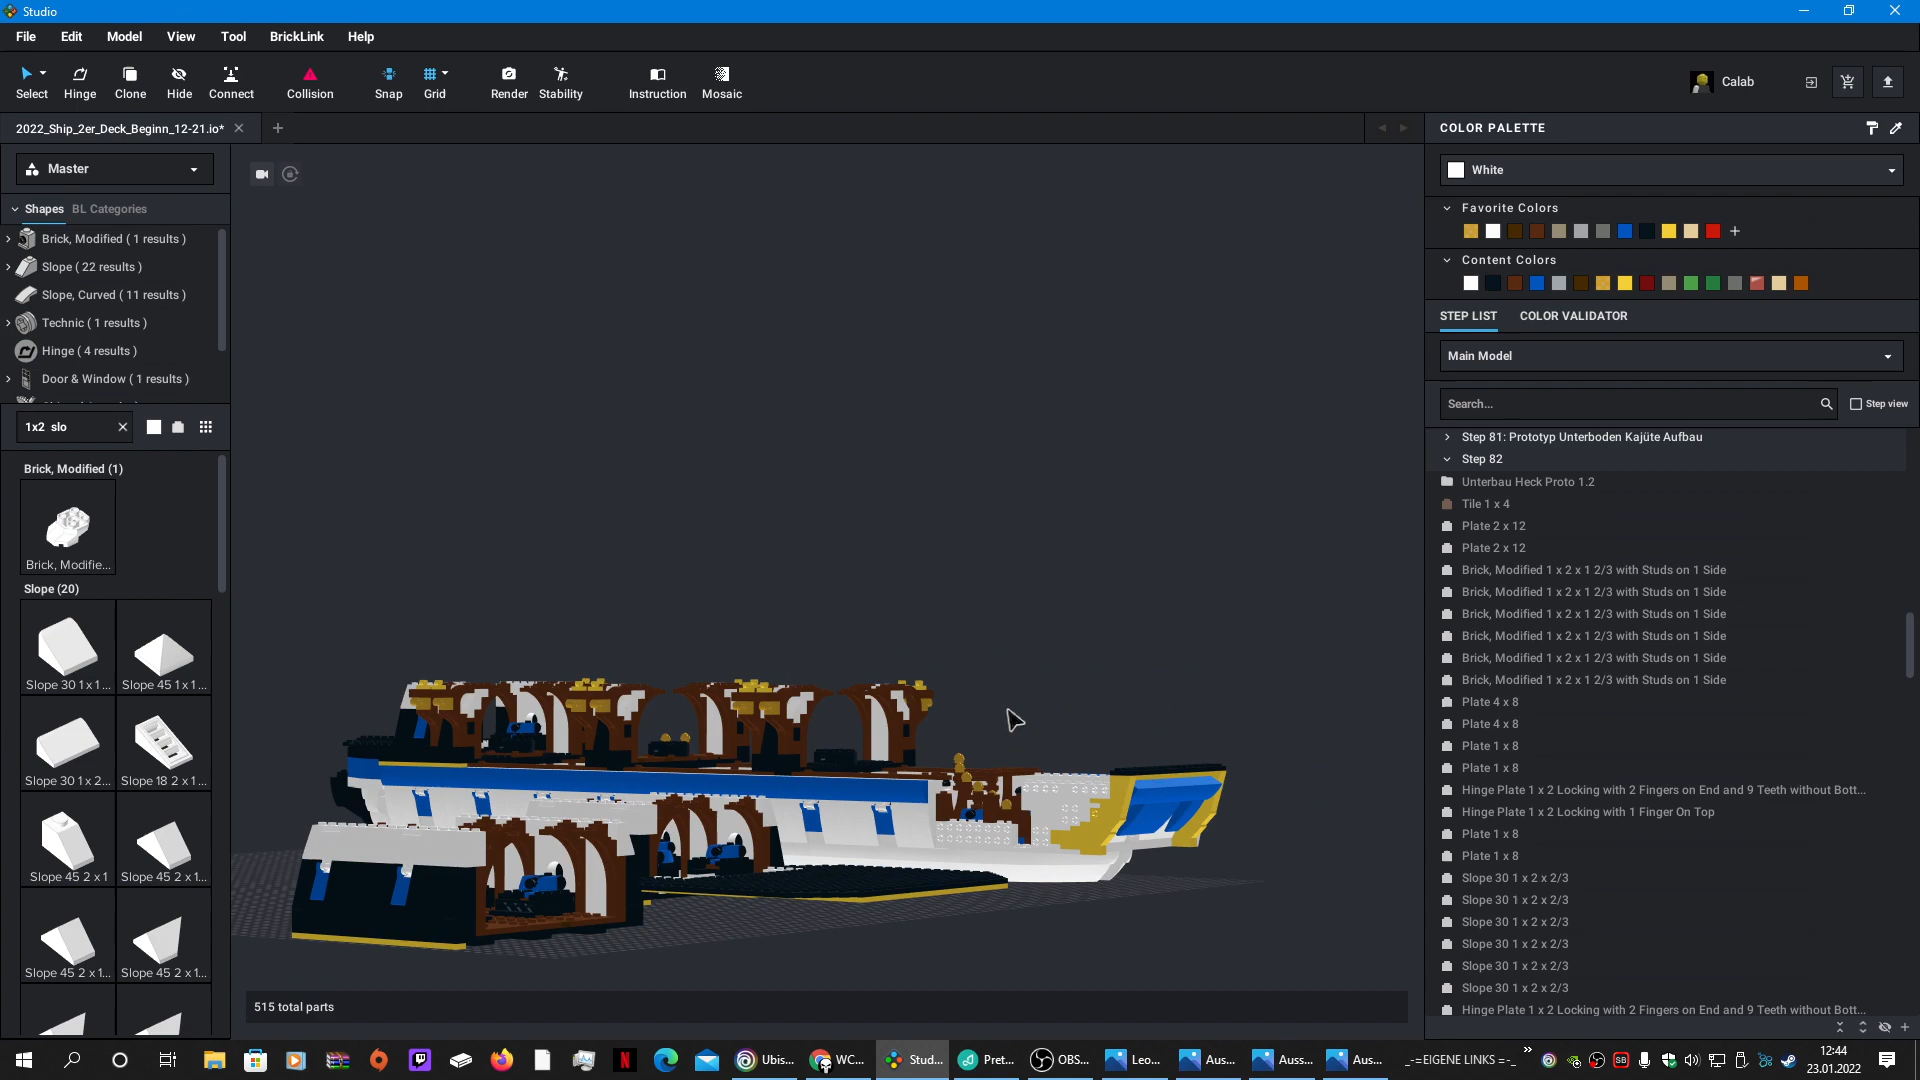 Studio
File Edit Model View Tool BrickLink Help
Select Hinge Clone Hide Connect Collision Snap Grid Render Stability Instruction Mosaic
Calab
2022_Ship_2er_Deck_Beginn_12-21.io*
Master
Shapes BL Categories
Brick, Modified ( 1 results )
Slope ( 22 results )
Slope, Curved ( 11 results )
Technic ( 1 results )
Hinge ( 4 results )
Door & Window ( 1 results )
1x2 slo
Brick, Modified (1)
Brick, Modifie...
Slope (20)
Slope 30 1 x 1 ... Slope 45 1 x 1 ...
Slope 30 1 x 2... Slope 18 2 x 1...
Slope 45 2 x 1 Slope 45 2 x 1...
Slope 45 2 x 1... Slope 45 2 x 1...
515 total parts
COLOR PALETTE
White
Favorite Colors
Content Colors
STEP LIST COLOR VALIDATOR
Main Model
Search... Step view
Step 81: Prototyp Unterboden Kajüte Aufbau
Step 82
Unterbau Heck Proto 1.2
Tile 1 x 4
Plate 2 x 12
Plate 2 x 12
Brick, Modified 1 x 2 x 1 2/3 with Studs on 1 Side
Brick, Modified 1 x 2 x 1 2/3 with Studs on 1 Side
Brick, Modified 1 x 2 x 1 2/3 with Studs on 1 Side
Brick, Modified 1 x 2 x 1 2/3 with Studs on 1 Side
Brick, Modified 1 x 2 x 1 2/3 with Studs on 1 Side
Brick, Modified 1 x 2 x 1 2/3 with Studs on 1 Side
Plate 4 x 8
Plate 4 x 8
Plate 1 x 8
Plate 1 x 8
Hinge Plate 1 x 2 Locking with 2 Fingers on End and 9 Teeth without Bott...
Hinge Plate 1 x 2 Locking with 1 Finger On Top
Plate 1 x 8
Plate 1 x 8
Slope 30 1 x 2 x 2/3
Slope 30 1 x 2 x 2/3
Slope 30 1 x 2 x 2/3
Slope 30 1 x 2 x 2/3
Slope 30 1 x 2 x 2/3
Slope 30 1 x 2 x 2/3
Hinge Plate 1 x 2 Locking with 2 Fingers on End and 9 Teeth without Bott...
Ubis... WC... Stud... Pret... OBS... Leo... Aus... Auss... Aus... _-=EIGENE LINKS =-_ » SB
12:44
23.01.2022